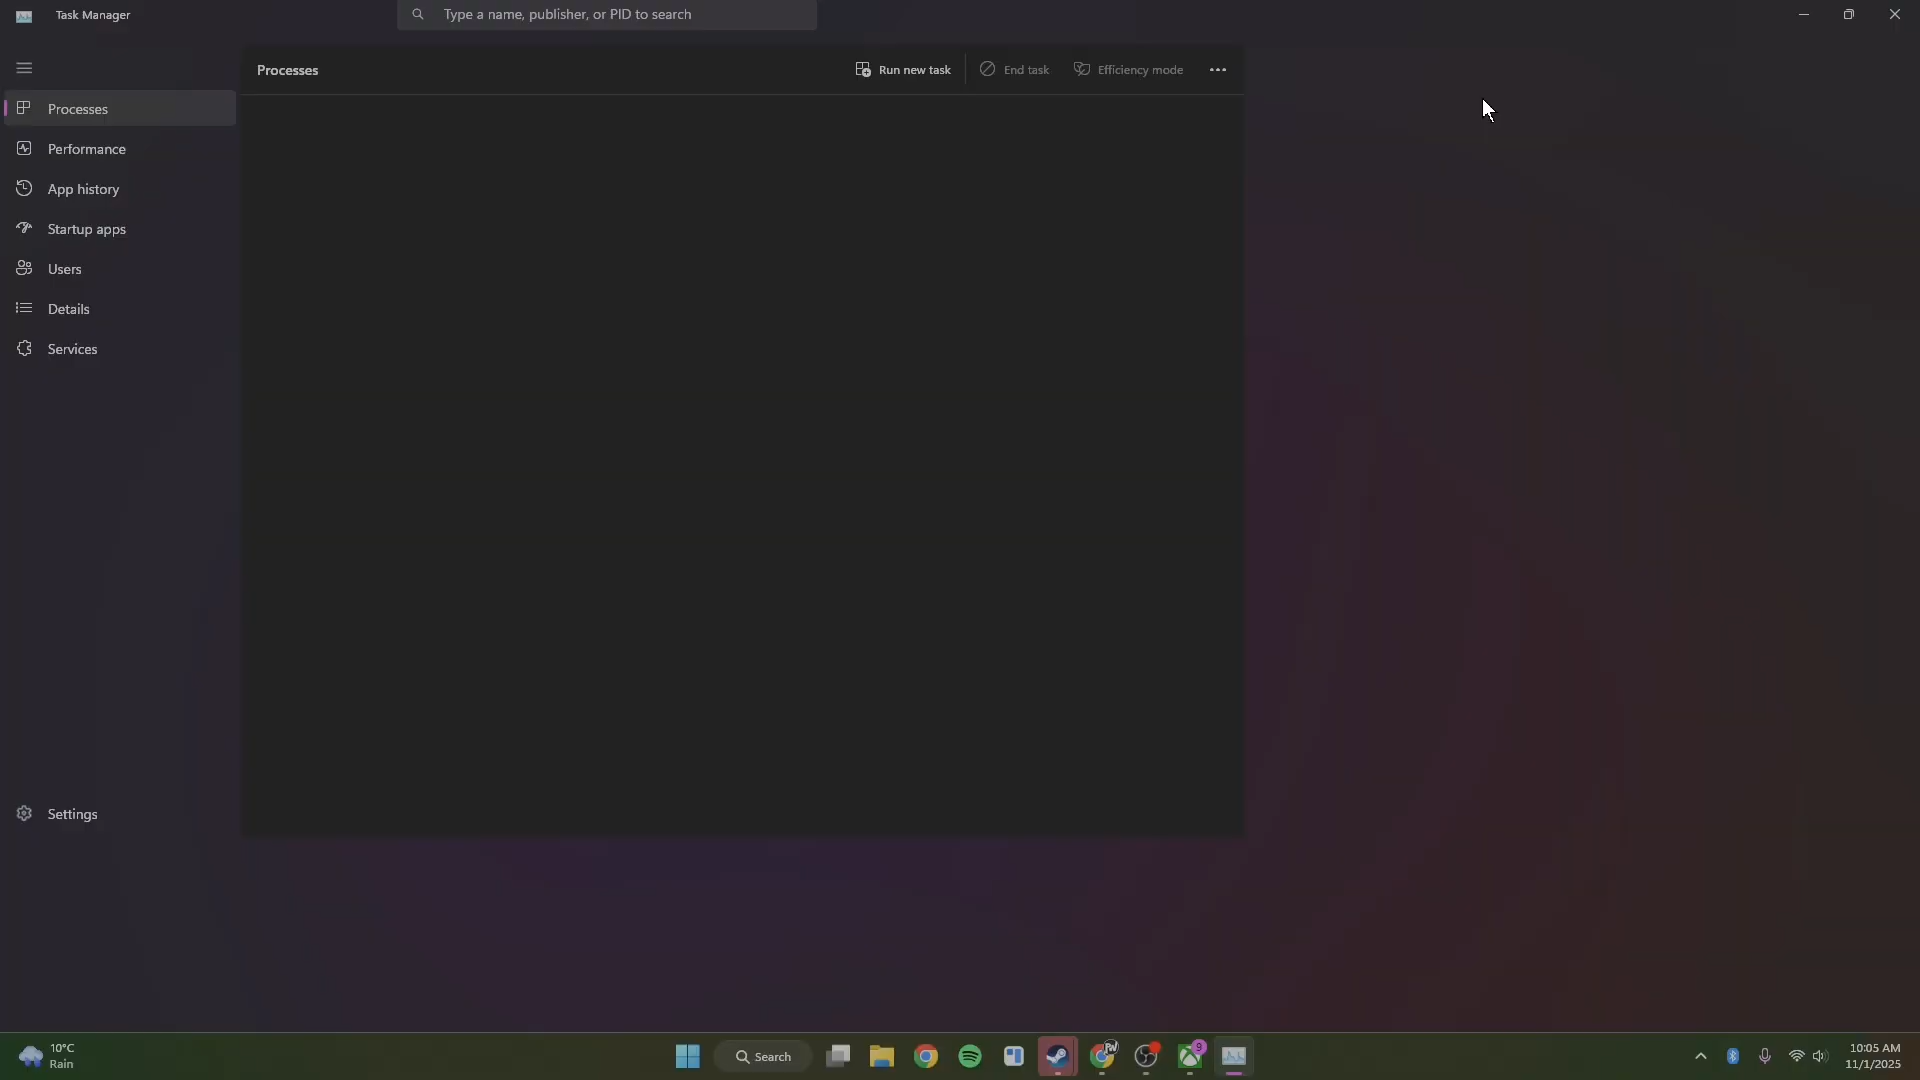 Task Manager
Type a name, publisher, or PID to search
Processes
Run new task
End task
Efficiency mode
Processes
Performance
App history
Startup apps
Users
Details
Services
Settings
10°C
Rain
Search
9
10:05 AM
11/1/2025